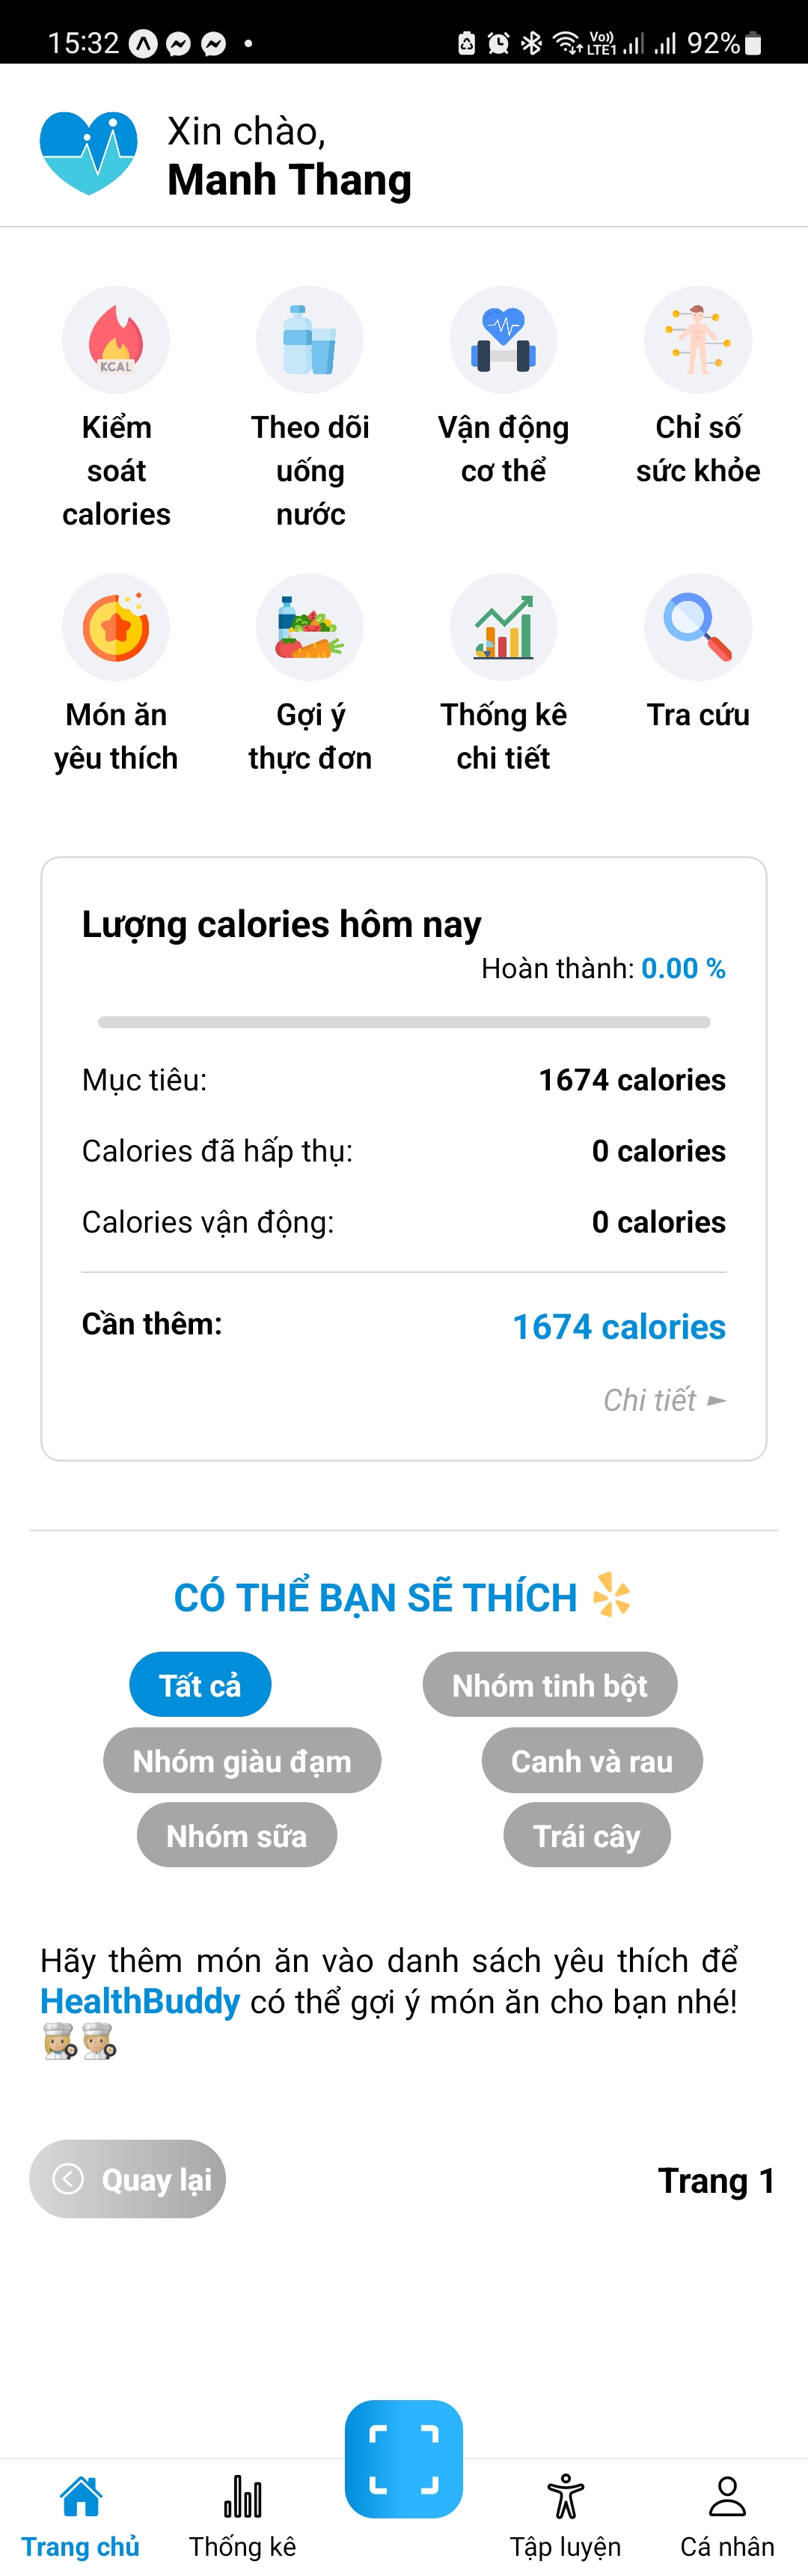 15:32
Vo)) LTE1 92%
Xin chào,
Manh Thang
KCAL
Kiểm soát calories
Theo dõi uống nước
Vận động cơ thể
Chỉ số sức khỏe
Món ăn yêu thích
Gợi ý thực đơn
Thống kê chi tiết
Tra cứu
Lượng calories hôm nay
Hoàn thành: 0.00 %
Mục tiêu: 1674 calories
Calories đã hấp thụ: 0 calories
Calories vận động: 0 calories
Cần thêm: 1674 calories
Chi tiết ►
CÓ THỂ BẠN SẼ THÍCH
Tất cả Nhóm tinh bột
Nhóm giàu đạm Canh và rau
Nhóm sữa Trái cây
Hãy thêm món ăn vào danh sách yêu thích để
HealthBuddy có thể gợi ý món ăn cho bạn nhé!
Quay lại Trang 1
Trang chủ Thống kê Tập luyện Cá nhân